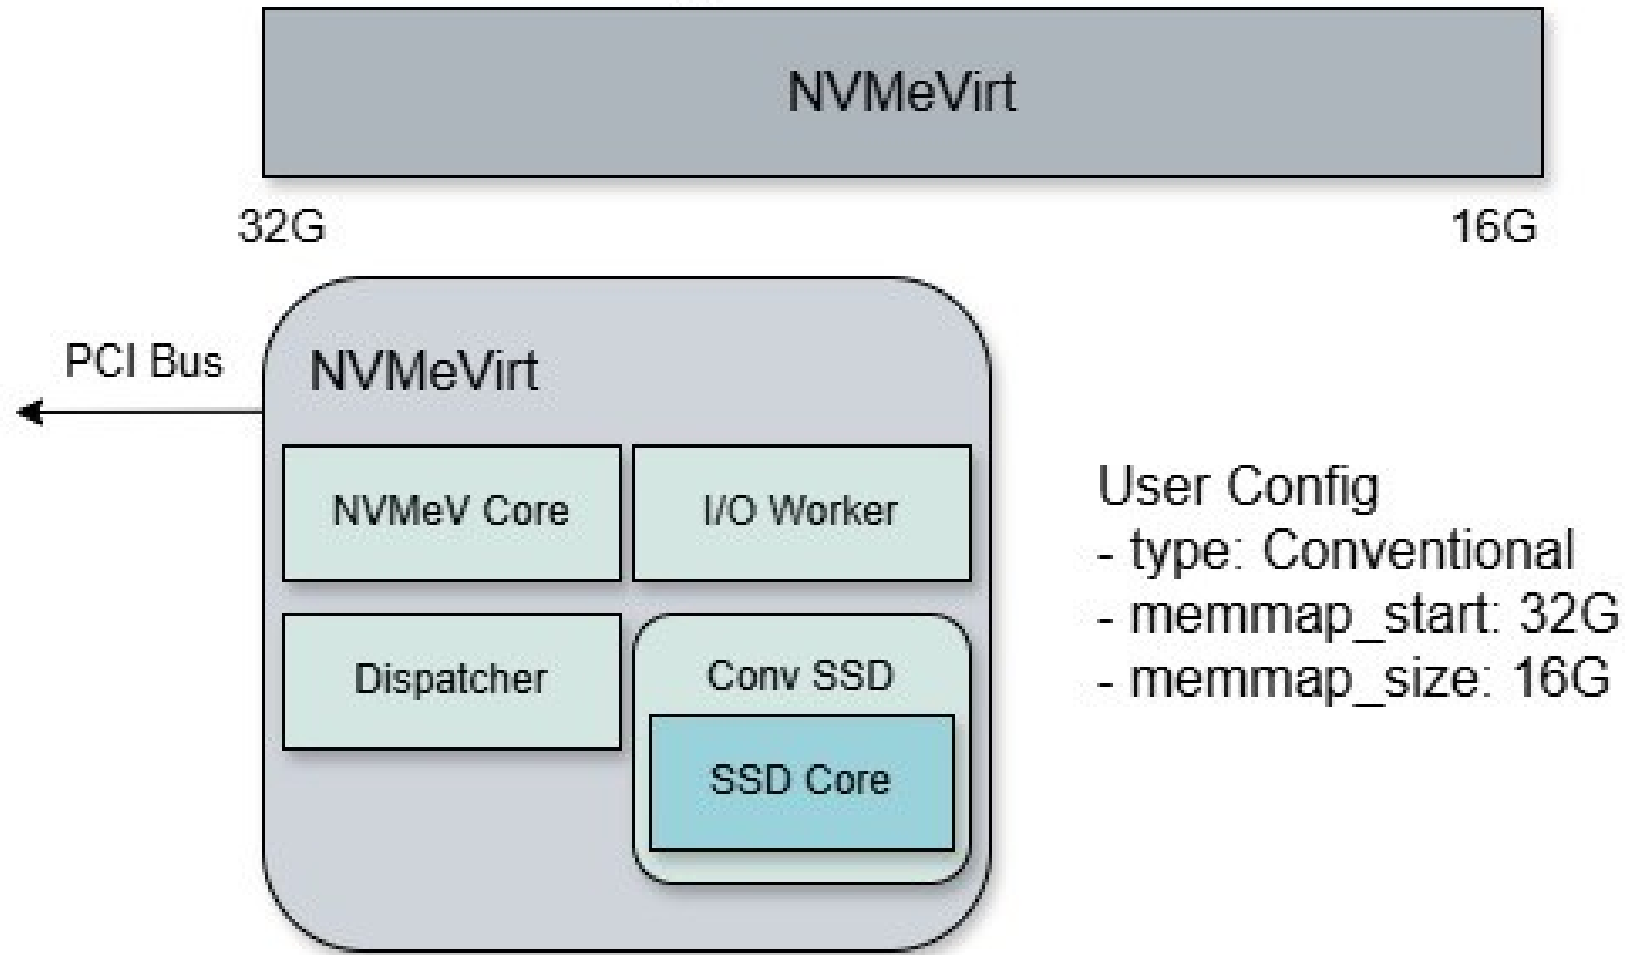 NVMeVirt
32G 16G
PCI Bus
NVMeVirt
NVMeV Core
I/O Worker
Dispatcher
Conv SSD
SSD Core
User Config
- type: Conventional
- memmap_start: 32G
- memmap_size: 16G